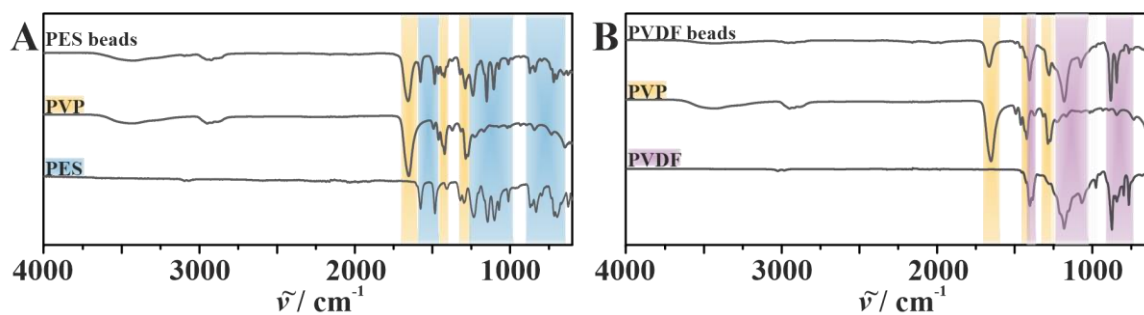 A
PES beads
PVP
PES
4000 3000 2000 1000
ṽ / cm⁻¹
B
PVDF beads
PVP
PVDF
4000 3000 2000 1000
ṽ / cm⁻¹